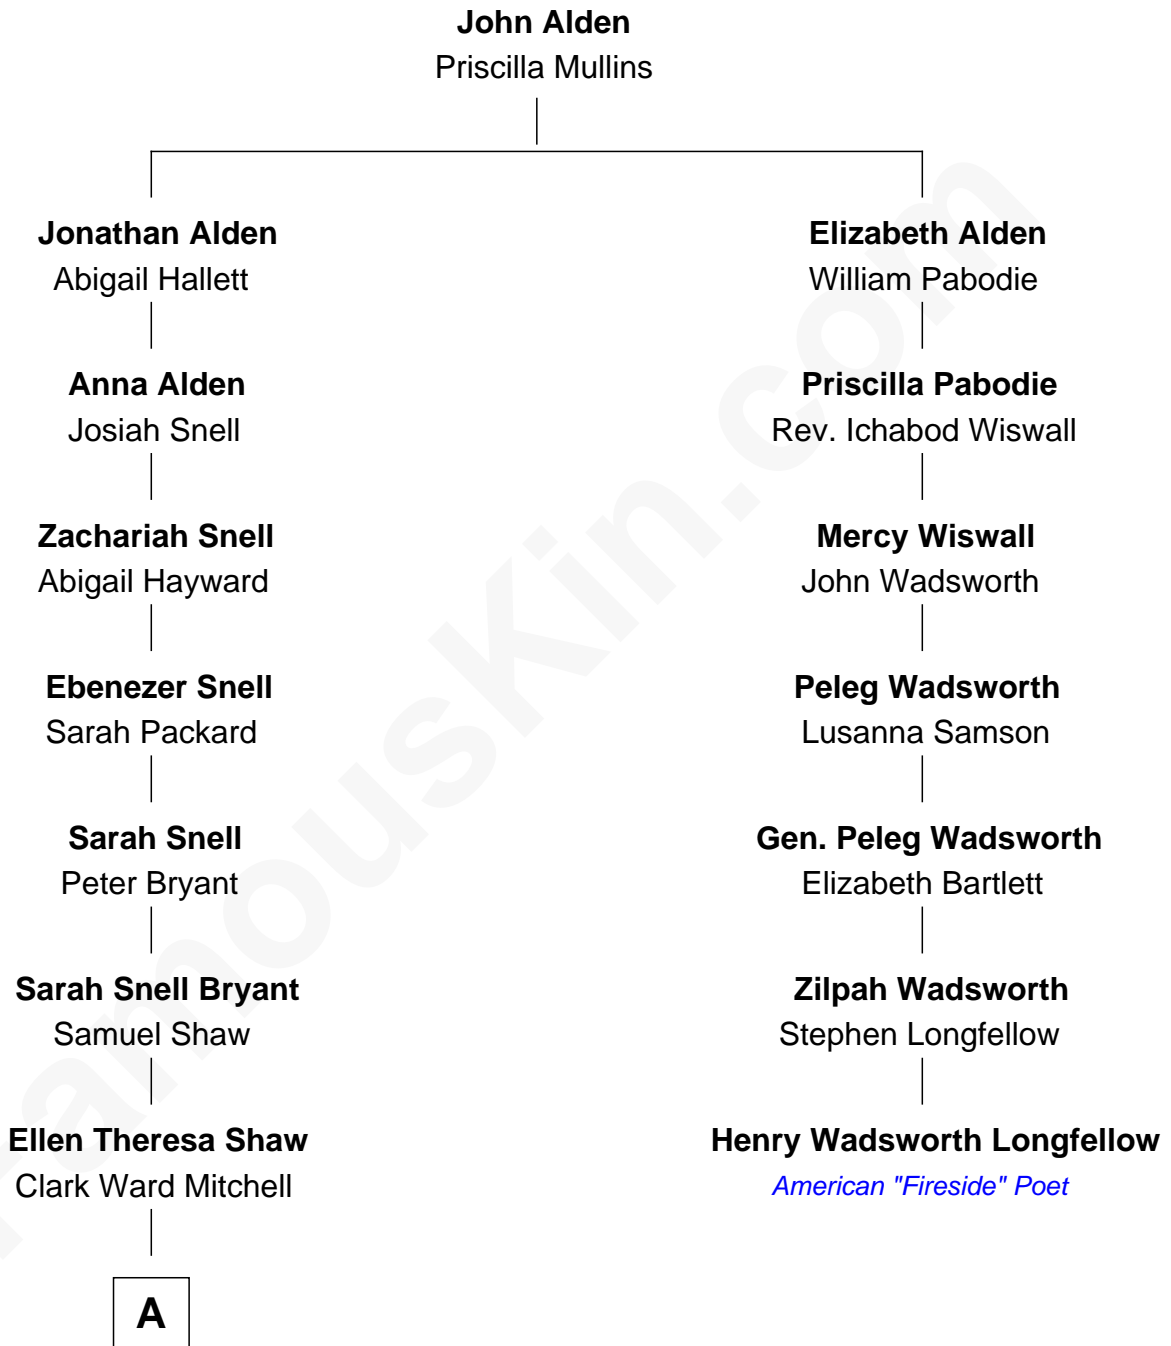 John Alden
Priscilla Mullins
Jonathan Alden
Abigail Hallett
Anna Alden
Josiah Snell
Zachariah Snell
Abigail Hayward
Ebenezer Snell
Sarah Packard
Sarah Snell
Peter Bryant
Sarah Snell Bryant
Samuel Shaw
Ellen Theresa Shaw
Clark Ward Mitchell
A
Elizabeth Alden
William Pabodie
Priscilla Pabodie
Rev. Ichabod Wiswall
Mercy Wiswall
John Wadsworth
Peleg Wadsworth
Lusanna Samson
Gen. Peleg Wadsworth
Elizabeth Bartlett
Zilpah Wadsworth
Stephen Longfellow
Henry Wadsworth Longfellow
American "Fireside" Poet
FamousKin.com